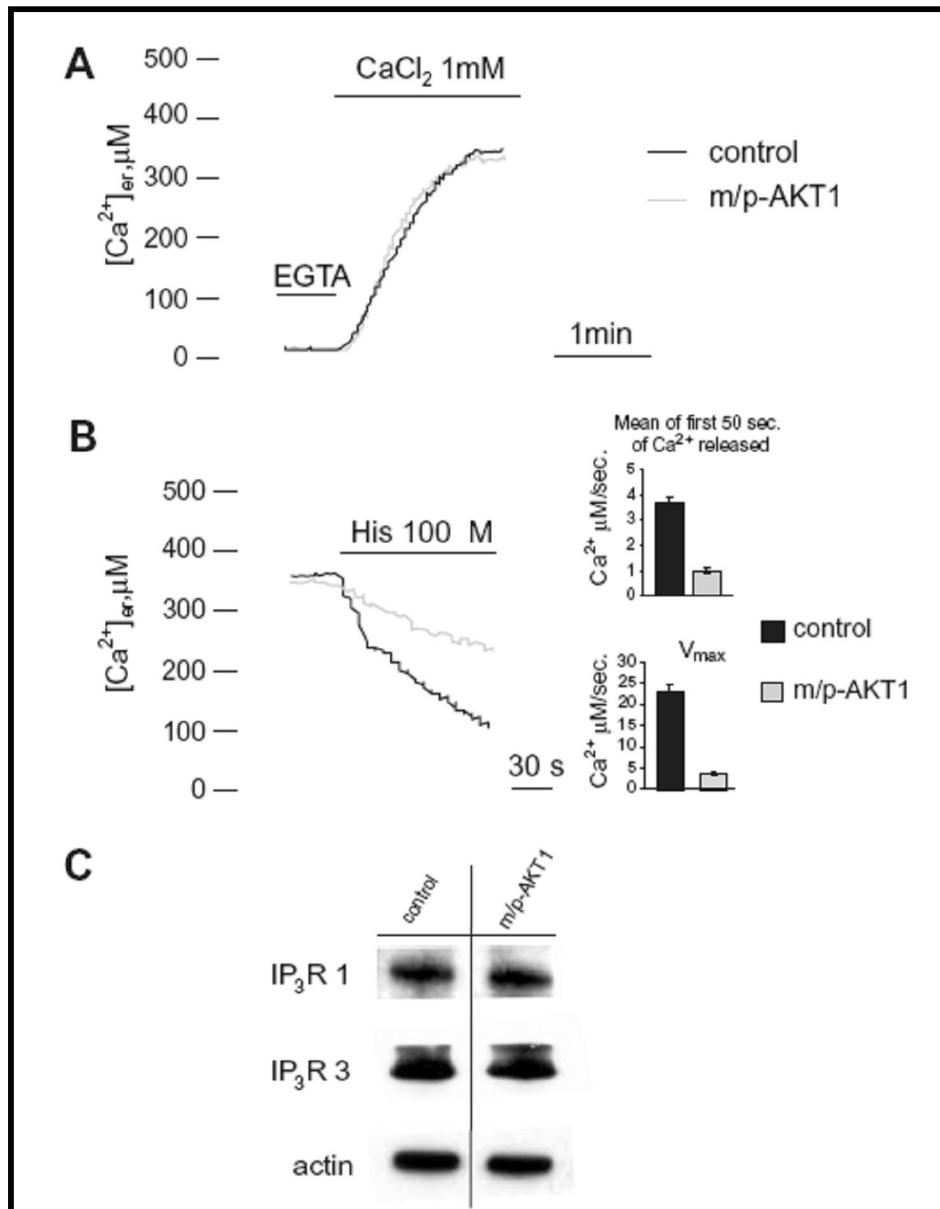 A
500
400
300
200
100
0
[Ca²⁺]er,µM
CaCl₂ 1mM
EGTA
control
m/p-AKT1
1min
B
500
400
300
200
100
0
[Ca²⁺]er,µM
His 100 M
30 s
Mean of first 50 sec.
of Ca²⁺ released
Ca²⁺ µM/sec.
5
4
3
2
1
0
Vmax
Ca²⁺ µM/sec.
30
25
20
15
10
5
0
control
m/p-AKT1
C
control
m/p-AKT1
IP₃R 1
IP₃R 3
actin